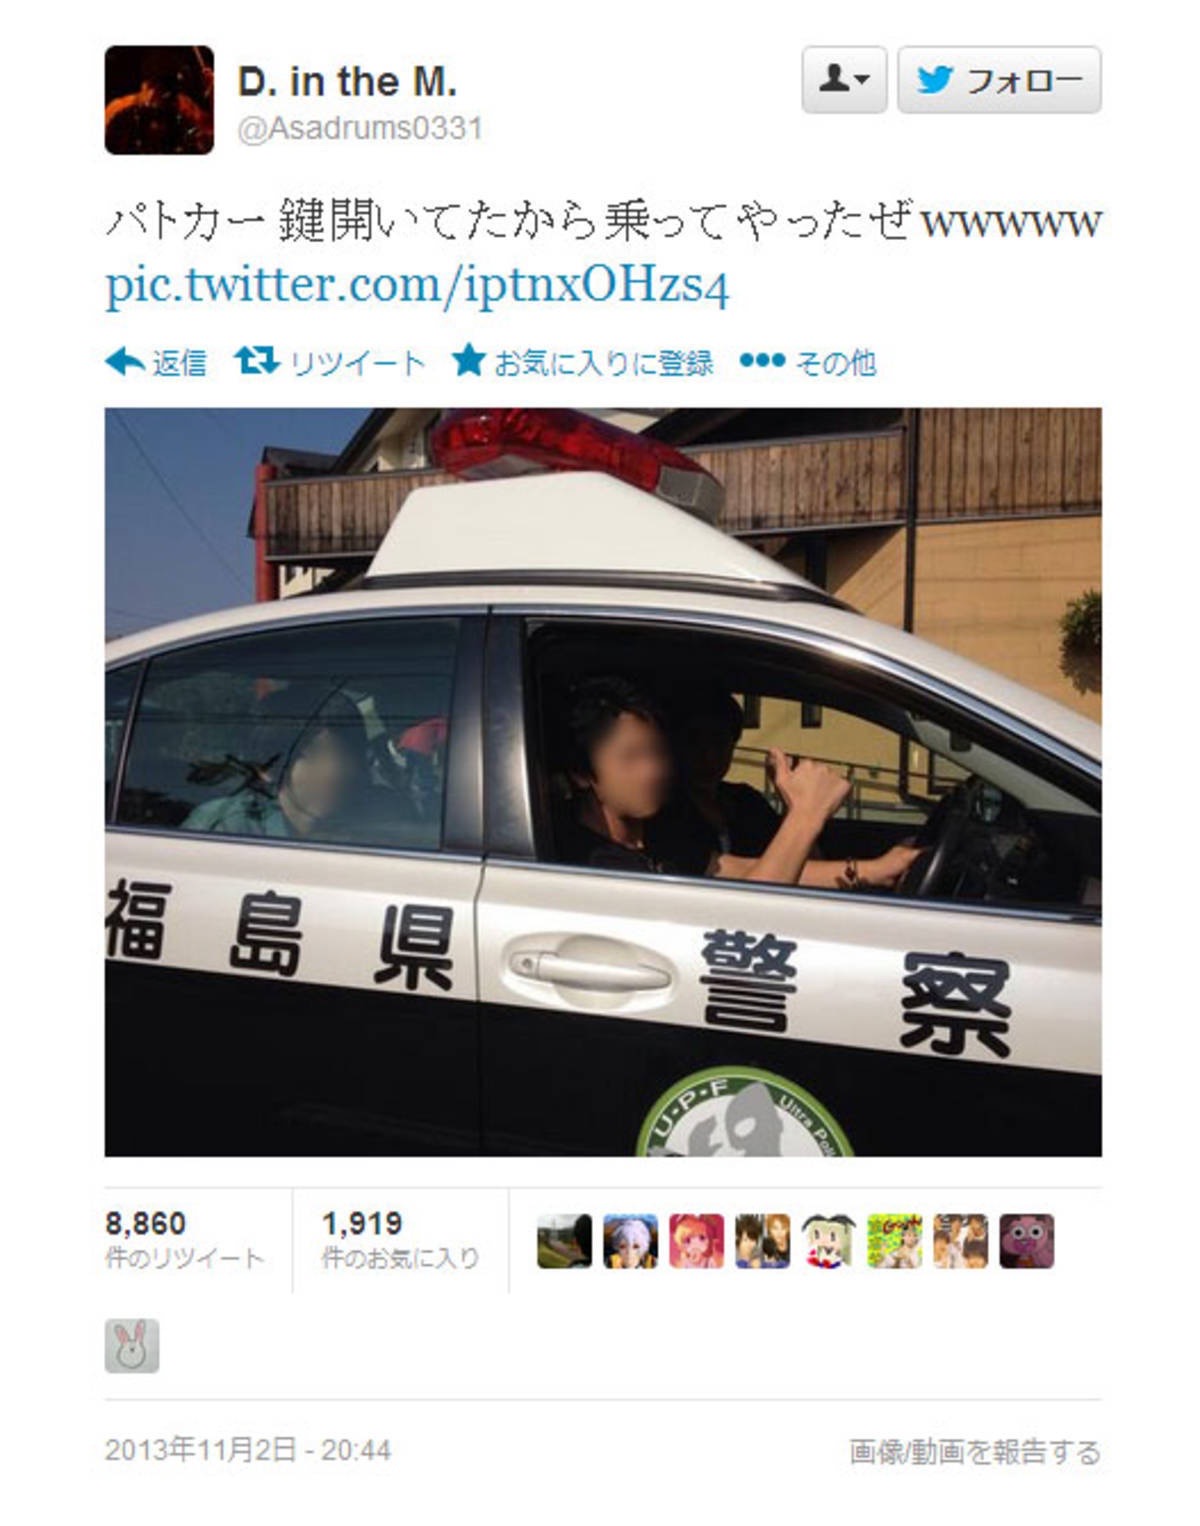 D. in the M.
@Asadrums0331
フォロー
パトカー 鍵開いてたから乗ってやったぜwwwww
pic.twitter.com/iptnxOHzs4
返信 リツイート お気に入りに登録 その他
福島県 警察
U·P·F
Ultra Poli
8,860
件のリツイート
1,919
件のお気に入り
2013年11月2日 - 20:44
画像/動画を報告する